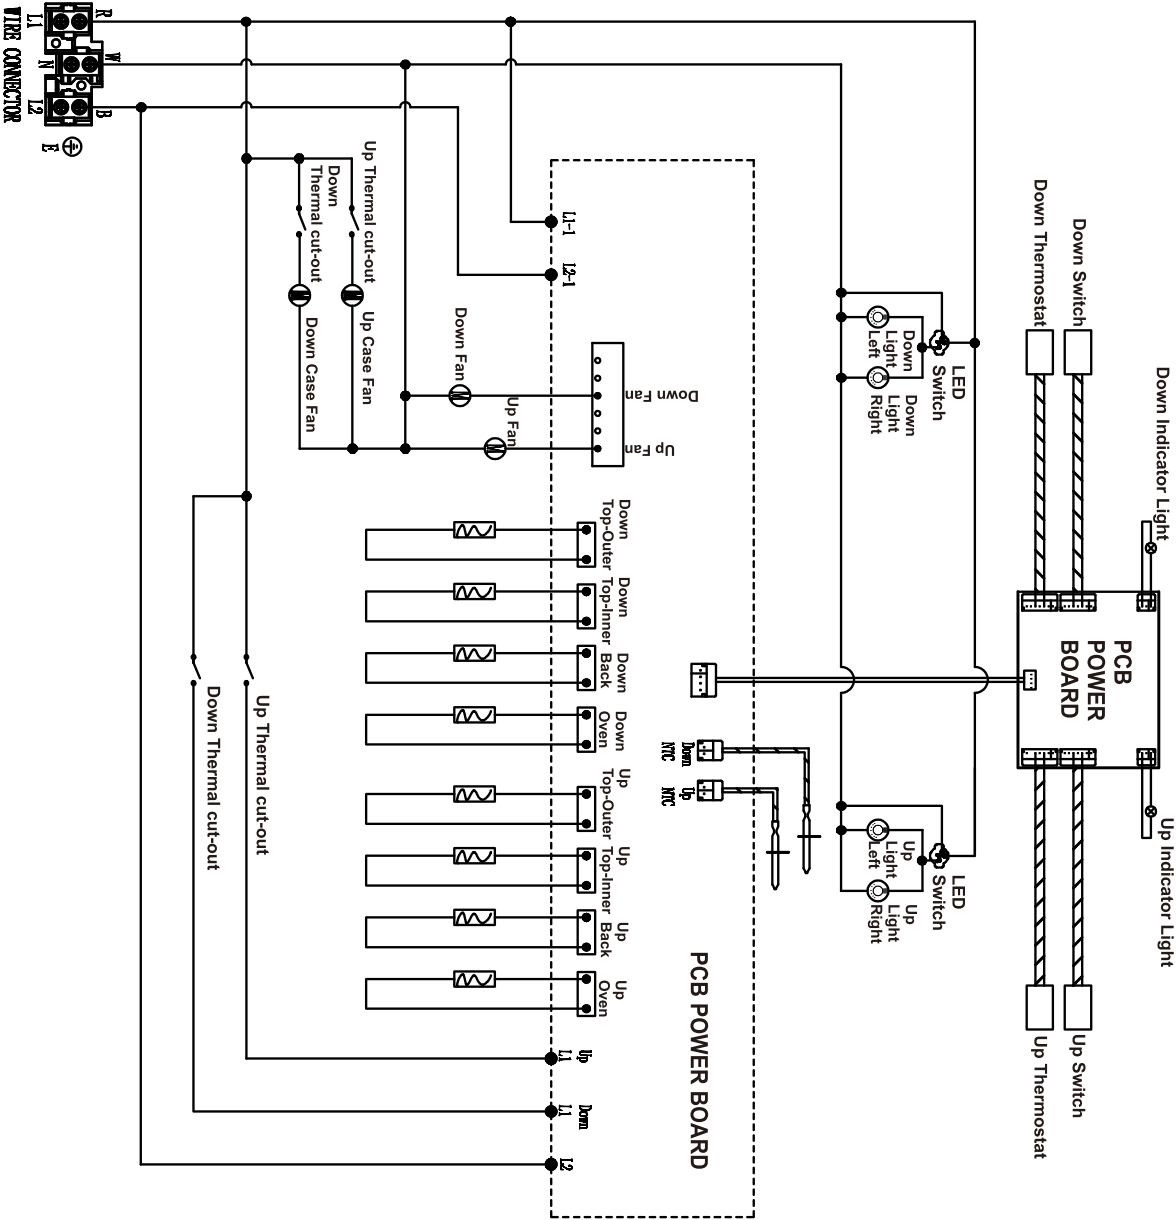 WIRE CONNECTOR
L1
R
N
W
L2
B
E
Up Thermal cut-out
Down
Thermal cut-out
Up Case Fan
Down Case Fan
L1-1
L2-1
Down Fan
Up Fan
Down Fan
Up Fan
Down
Top-Outer
Down
Top-Inner
Down
Back
Down
Oven
Up
Top-Outer
Up
Top-Inner
Up
Back
Up
Oven
Up Thermal cut-out
Down Thermal cut-out
Up
L1
Down
L1
L2
PCB POWER BOARD
Down
NTC
Up
NTC
LED
Switch
Down
Light
Left
Down
Light
Right
LED
Switch
Up
Light
Left
Up
Light
Right
Down Indicator Light
Down Switch
Down Thermostat
PCB
POWER
BOARD
Up Indicator Light
Up Switch
Up Thermostat